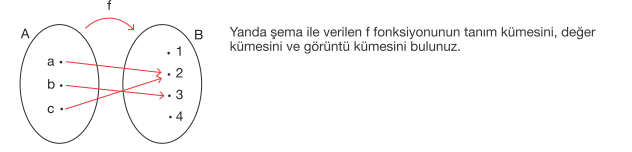 f
A
B
a
b
c
1
2
3
4
Yanda şema ile verilen f fonksiyonunun tanım kümesini, değer
kümesini ve görüntü kümesini bulunuz.